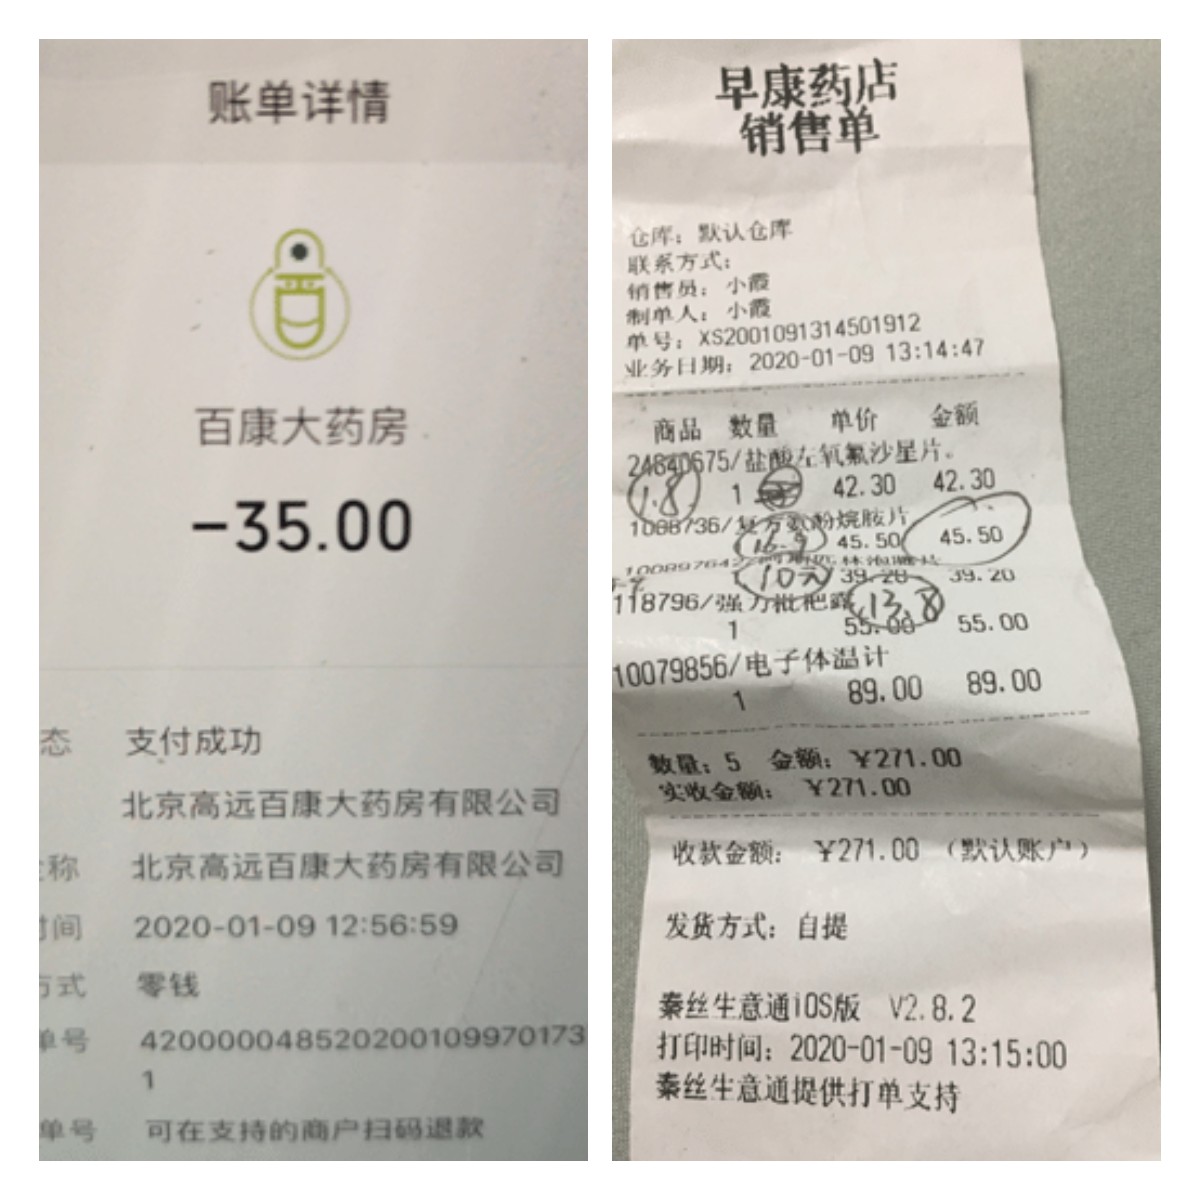 账单详情
百康大药房
-35.00
态 支付成功
北京高远百康大药房有限公司
称 北京高远百康大药房有限公司
时间 2020-01-09 12:56:59
方式 零钱
单号 4200000485202001099701731
单号 可在支持的商户扫码退款
早康药店
销售单
仓库: 默认仓库
联系方式:
销售员: 小霞
制单人: 小霞
单号: XS2001091314501912
业务日期: 2020-01-09 13:14:47
商品 数量 单价 金额
24640675/盐酸左氧氟沙星片。
1.8 1 42.30 42.30
1008736/复方氨酚烷胺片
16.9 45.50 45.50
10元 39.20 39.20
118796/强力枇杷露 13.8
1 55.00 55.00
10079856/电子体温计
1 89.00 89.00
数量: 5 金额: ¥271.00
实收金额: ¥271.00
收款金额: ¥271.00 (默认账户)
发货方式: 自提
秦丝生意通iOS版 V2.8.2
打印时间: 2020-01-09 13:15:00
秦丝生意通提供打单支持